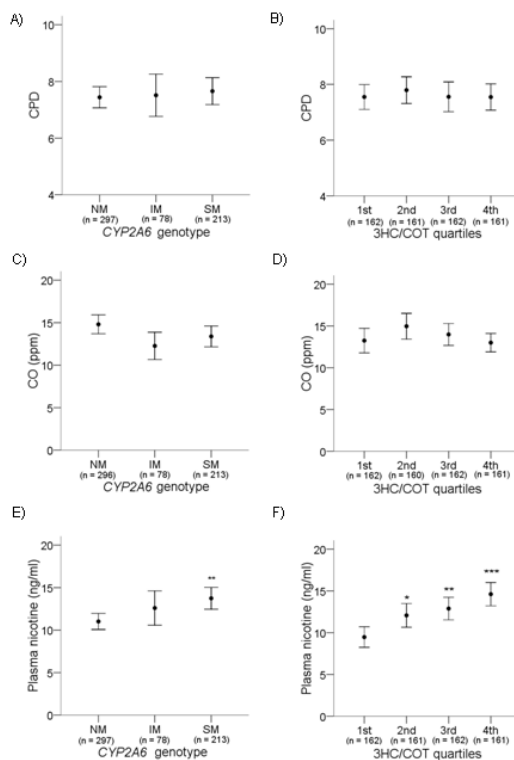 A)
10
8
6
4
CPD
NM IM SM
(n = 297) (n = 78) (n = 213)
CYP2A6 genotype
B)
10
8
6
4
CPD
1st 2nd 3rd 4th
(n = 162) (n = 161) (n = 162) (n = 161)
3HC/COT quartiles
C)
20
15
10
5
0
CO (ppm)
NM IM SM
(n = 296) (n = 78) (n = 213)
CYP2A6 genotype
D)
20
15
10
5
0
CO (ppm)
1st 2nd 3rd 4th
(n = 162) (n = 160) (n = 162) (n = 161)
3HC/COT quartiles
E)
20
15
10
5
0
Plasma nicotine (ng/ml)
**
NM IM SM
(n = 297) (n = 78) (n = 213)
CYP2A6 genotype
F)
20
15
10
5
0
Plasma nicotine (ng/ml)
* ** ***
1st 2nd 3rd 4th
(n = 162) (n = 161) (n = 162) (n = 161)
3HC/COT quartiles